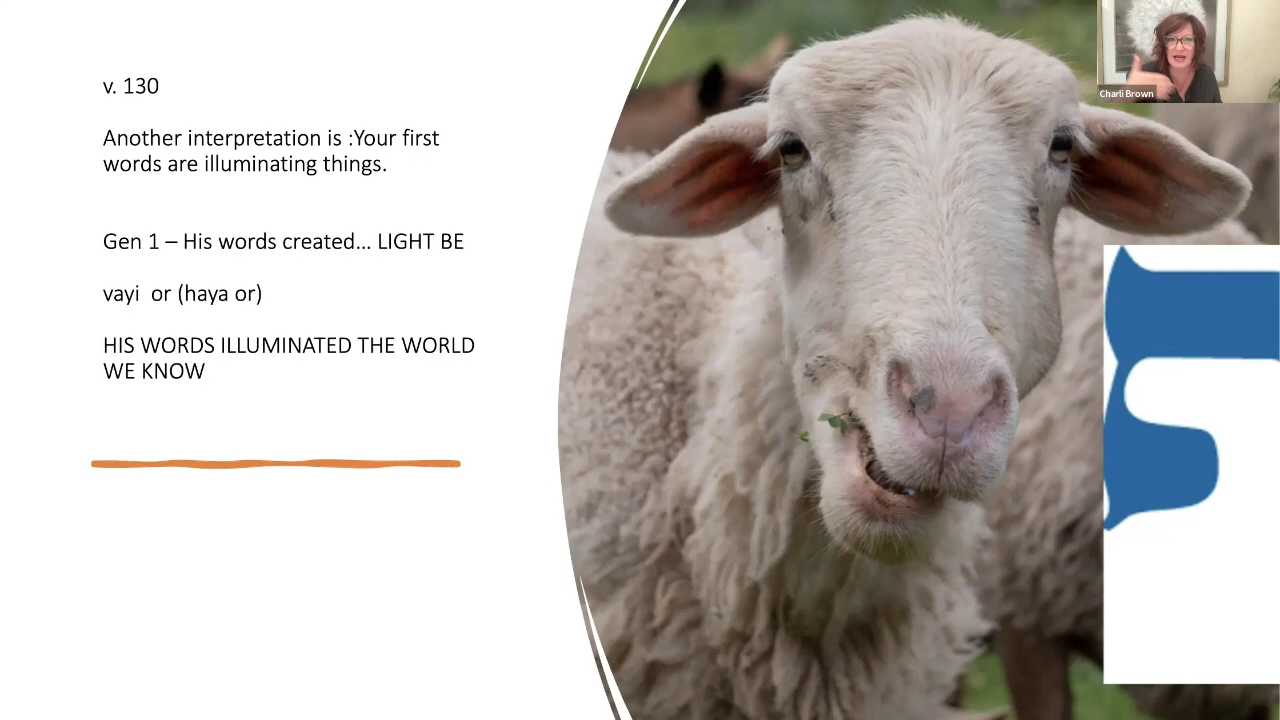 v. 130
Another interpretation is :Your first
words are illuminating things.
Gen 1 – His words created… LIGHT BE
vayi  or (haya or)
HIS WORDS ILLUMINATED THE WORLD
WE KNOW
Charli Brown